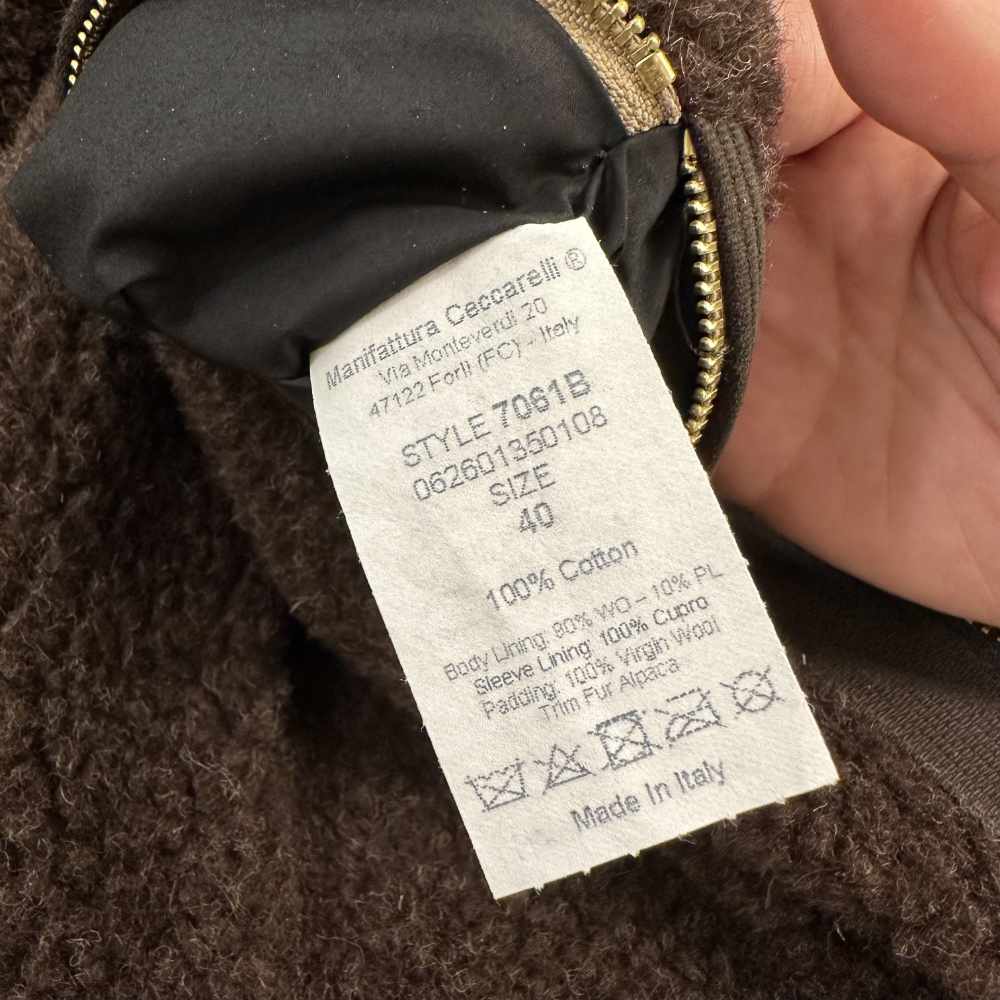 Manifattura Ceccarelli ®
Via Monteverdi 20
47122 Forlì (FC) - Italy
STYLE 7061B
062601350108
SIZE
40
100% Cotton
Body Lining: 90% WO – 10% PL
Sleeve Lining: 100% Cupro
Padding: 100% Virgin Wool
Trim Fur Alpaca
Made In Italy